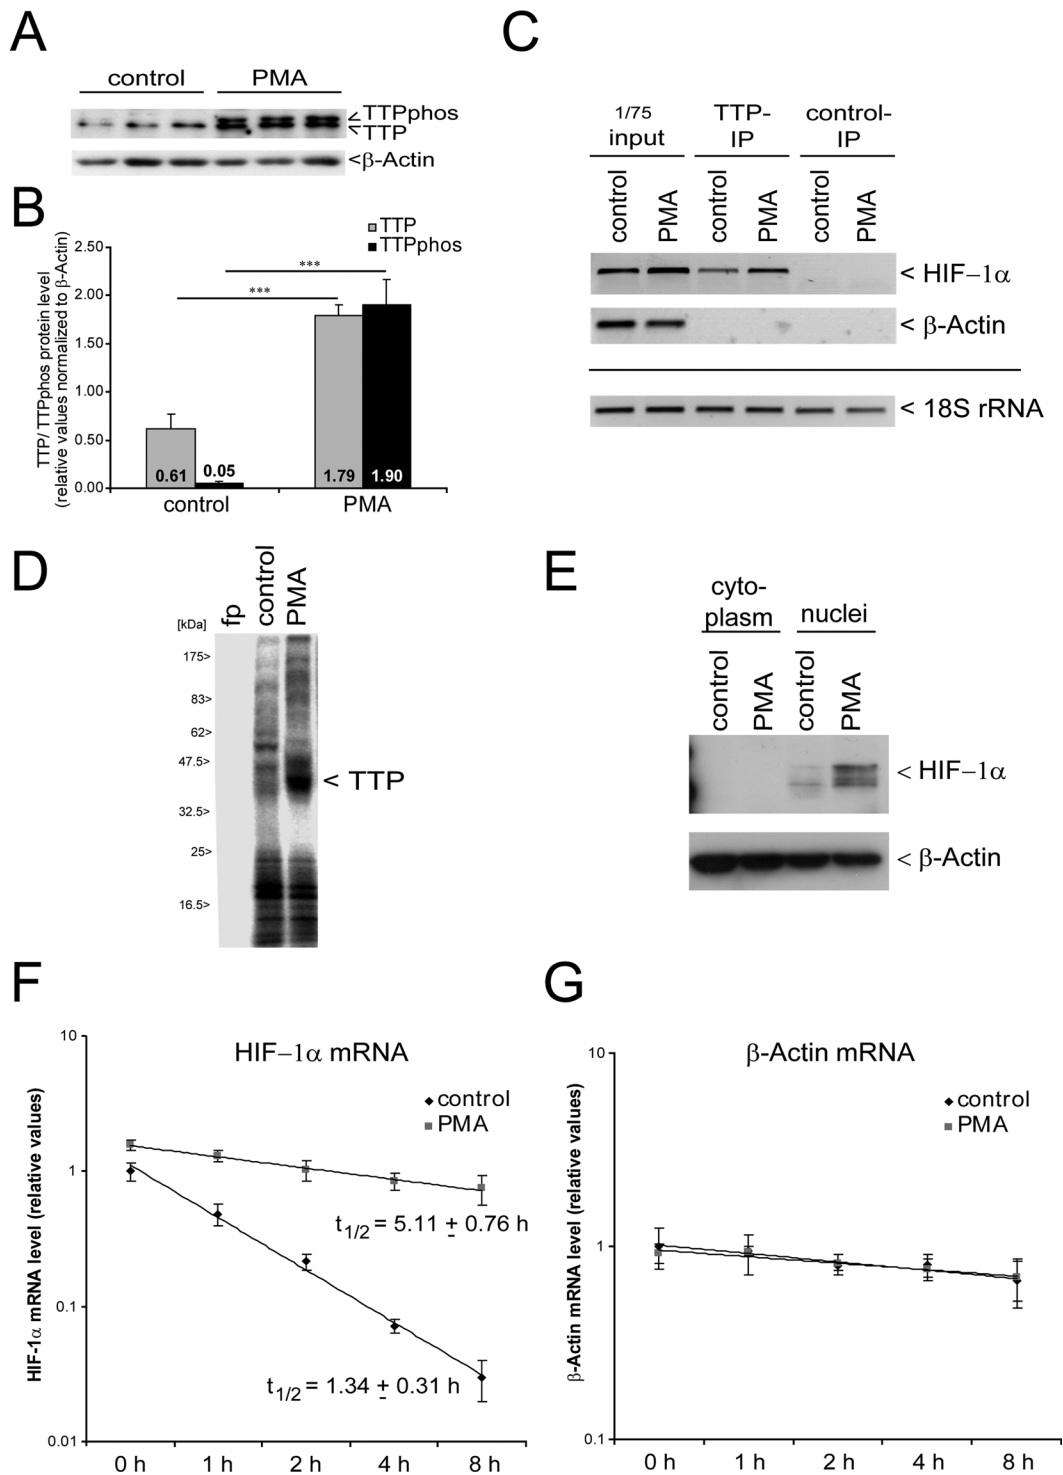 A
control PMA
<TTPphos
<TTP
<β-Actin
B
TTP
TTPphos
TTP/ TTPphos protein level
(relative values normalized to β-Actin)
2.50
2.00
1.50
1.00
0.50
0.00
***
***
0.61
0.05
1.79
1.90
control
PMA
C
1/75
input
TTP-
IP
control-
IP
control
PMA
control
PMA
control
PMA
< HIF–1α
< β-Actin
< 18S rRNA
D
[kDa]
fp
control
PMA
175>
83>
62>
47.5>
32.5>
25>
16.5>
< TTP
E
cyto-
plasm
nuclei
control
PMA
control
PMA
< HIF–1α
< β-Actin
F
HIF–1α mRNA
control
PMA
HIF-1α mRNA level (relative values)
10
1
0.1
0.01
t1/2 = 5.11 ± 0.76 h
t1/2 = 1.34 ± 0.31 h
0 h 1 h 2 h 4 h 8 h
G
β-Actin mRNA
control
PMA
β-Actin mRNA level (relative values)
10
1
0.1
0 h 1 h 2 h 4 h 8 h